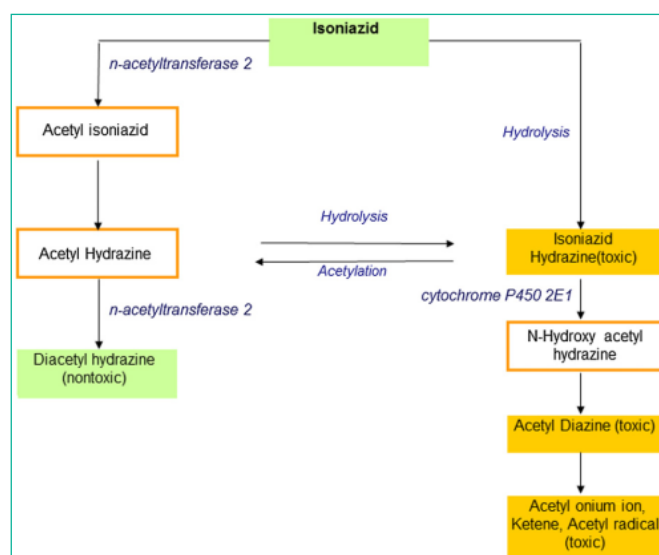 Isoniazid
n-acetyltransferase 2
Acetyl isoniazid
Hydrolysis
Hydrolysis
Acetyl Hydrazine
Isoniazid
Hydrazine(toxic)
Acetylation
cytochrome P450 2E1
n-acetyltransferase 2
N-Hydroxy acetyl
hydrazine
Diacetyl hydrazine
(nontoxic)
Acetyl Diazine (toxic)
Acetyl onium ion,
Ketene, Acetyl radical
(toxic)